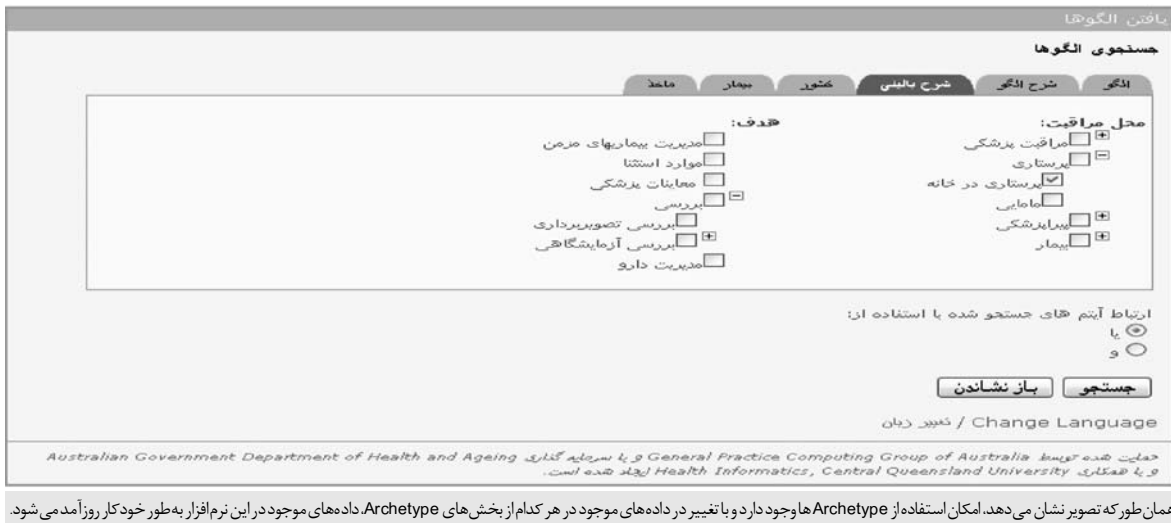 یافتن الگوها
جستجوی الگوها
الگو
شرح الگو
شرح بالینی
کشور
بیمار
ماخذ
محل مراقبت:
مراقبت پزشکی
پرستاری
پرستاری در خانه
مامایی
پیراپزشکی
بیمار
هدف:
مدیریت بیماریهای مزمن
موارد استثنا
معاینات پزشکی
بررسی
بررسی تصویربرداری
بررسی آزمایشگاهی
مدیریت دارو
ارتباط آیتم های جستجو شده با استفاده از:
یا
و
جستجو
باز نشاندن
تغییر زبان / Change Language
حمایت شده توسط General Practice Computing Group of Australia و با سرمایه گذاری Australian Government Department of Health and Ageing
و با همکاری Health Informatics, Central Queensland University ایجاد شده است.
همان طور که تصویر نشان می دهد، امکان استفاده از Archetype ها وجود دارد و با تغییر در داده های موجود در هر کدام از بخش های Archetype، داده های موجود در این نرم افزار به طور خودکار روزآمد می شود.